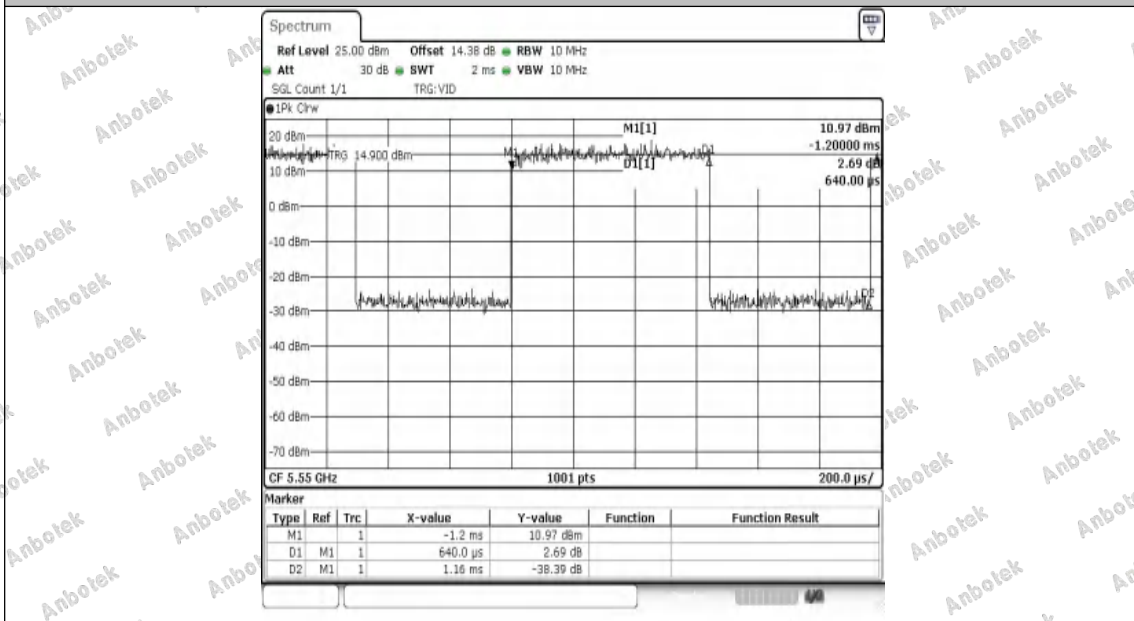 Spectrum
Ref Level 25.00 dBm Offset 14.38 dB RBW 10 MHz
Att 30 dB SWT 2 ms VBW 10 MHz
SGL Count 1/1 TRG:VID
1Pk Clrw
M1[1] 10.97 dBm
-1.20000 ms
D1[1] 2.69 dB
640.00 µs
20 dBm
TRG 14.900 dBm
M1
D1
10 dBm
0 dBm
-10 dBm
-20 dBm
D2
-30 dBm
-40 dBm
-50 dBm
-60 dBm
-70 dBm
CF 5.55 GHz 1001 pts 200.0 µs/
Marker
Type Ref Trc X-value Y-value Function Function Result
M1 1 -1.2 ms 10.97 dBm
D1 M1 1 640.0 µs 2.69 dB
D2 M1 1 1.16 ms -38.39 dB
Anbotek